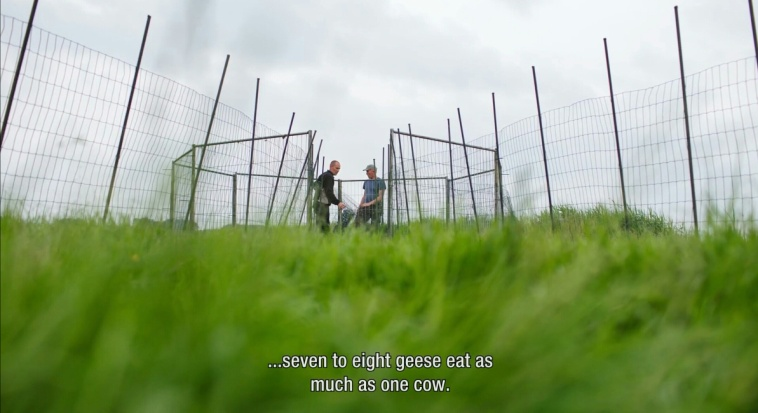 ...seven to eight geese eat as
much as one cow.